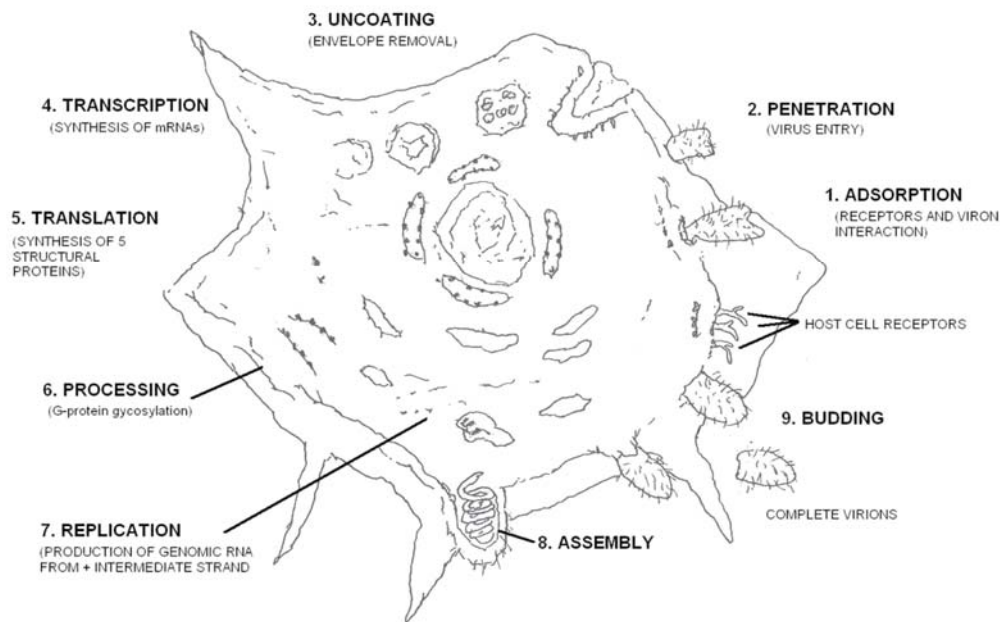 3. UNCOATING
(ENVELOPE REMOVAL)
4. TRANSCRIPTION
(SYNTHESIS OF mRNAs)
2. PENETRATION
(VIRUS ENTRY)
1. ADSORPTION
(RECEPTORS AND VIRON
INTERACTION)
5. TRANSLATION
(SYNTHESIS OF 5
STRUCTURAL
PROTEINS)
HOST CELL RECEPTORS
6. PROCESSING
(G-protein gycosylation)
9. BUDDING
COMPLETE VIRIONS
7. REPLICATION
(PRODUCTION OF GENOMIC RNA
FROM + INTERMEDIATE STRAND
8. ASSEMBLY